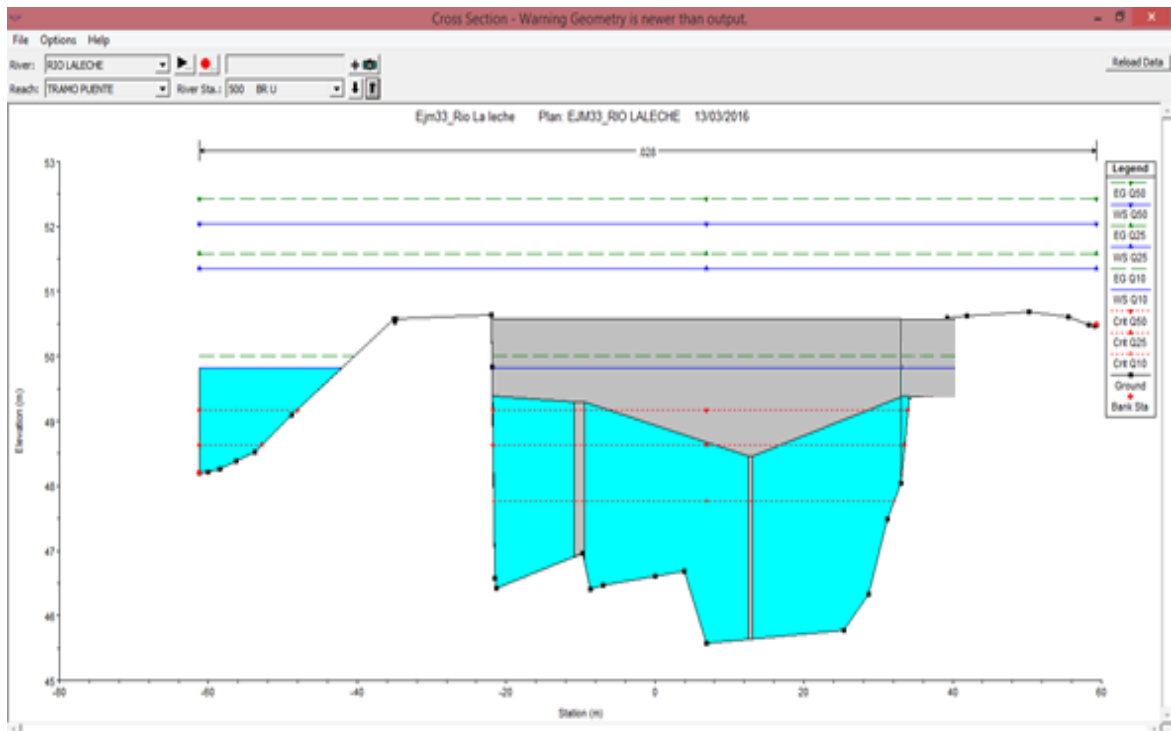 Cross Section - Warning Geometry is newer than output.
File Options Help
River: RIO LALECHE
Reload Data
Reach: TRAMO PUENTE River Sta.: 500 BR U
Ejm33_Rio La leche Plan: EJM33_RIO LALECHE 13/03/2016
.028
53
52
51
50
49
48
47
46
45
Elevation (m)
-80 -60 -40 -20 0 20 40 60
Station (m)
Legend
EG Q50
WS Q50
EG Q25
WS Q25
EG Q10
WS Q10
Crit Q50
Crit Q25
Crit Q10
Ground
Bank Sta